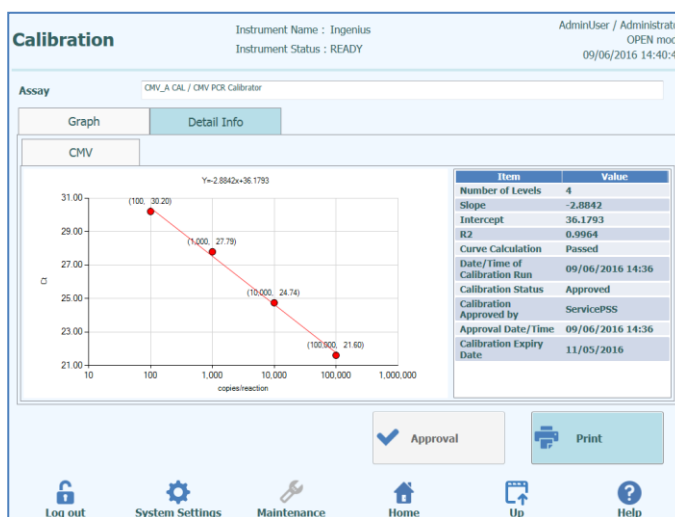 Calibration
Instrument Name : Ingenius
Instrument Status : READY
AdminUser / Administrat
OPEN mo
09/06/2016 14:40:4
Assay
CMV_A CAL / CMV PCR Calibrator
Graph
Detail Info
CMV
Y=-2.8842x+36.1793
31.00
29.00
27.00
25.00
23.00
21.00
Ct
(100, 30.20)
(1,000, 27.79)
(10,000, 24.74)
(100,000, 21.60)
10 100 1,000 10,000 100,000 1,000,000
copies/reaction
Item Value
Number of Levels 4
Slope -2.8842
Intercept 36.1793
R2 0.9964
Curve Calculation Passed
Date/Time of
Calibration Run 09/06/2016 14:36
Calibration Status Approved
Calibration
Approved by ServicePSS
Approval Date/Time 09/06/2016 14:36
Calibration Expiry
Date 11/05/2016
Approval
Print
Log out
System Settings
Maintenance
Home
Up
Help